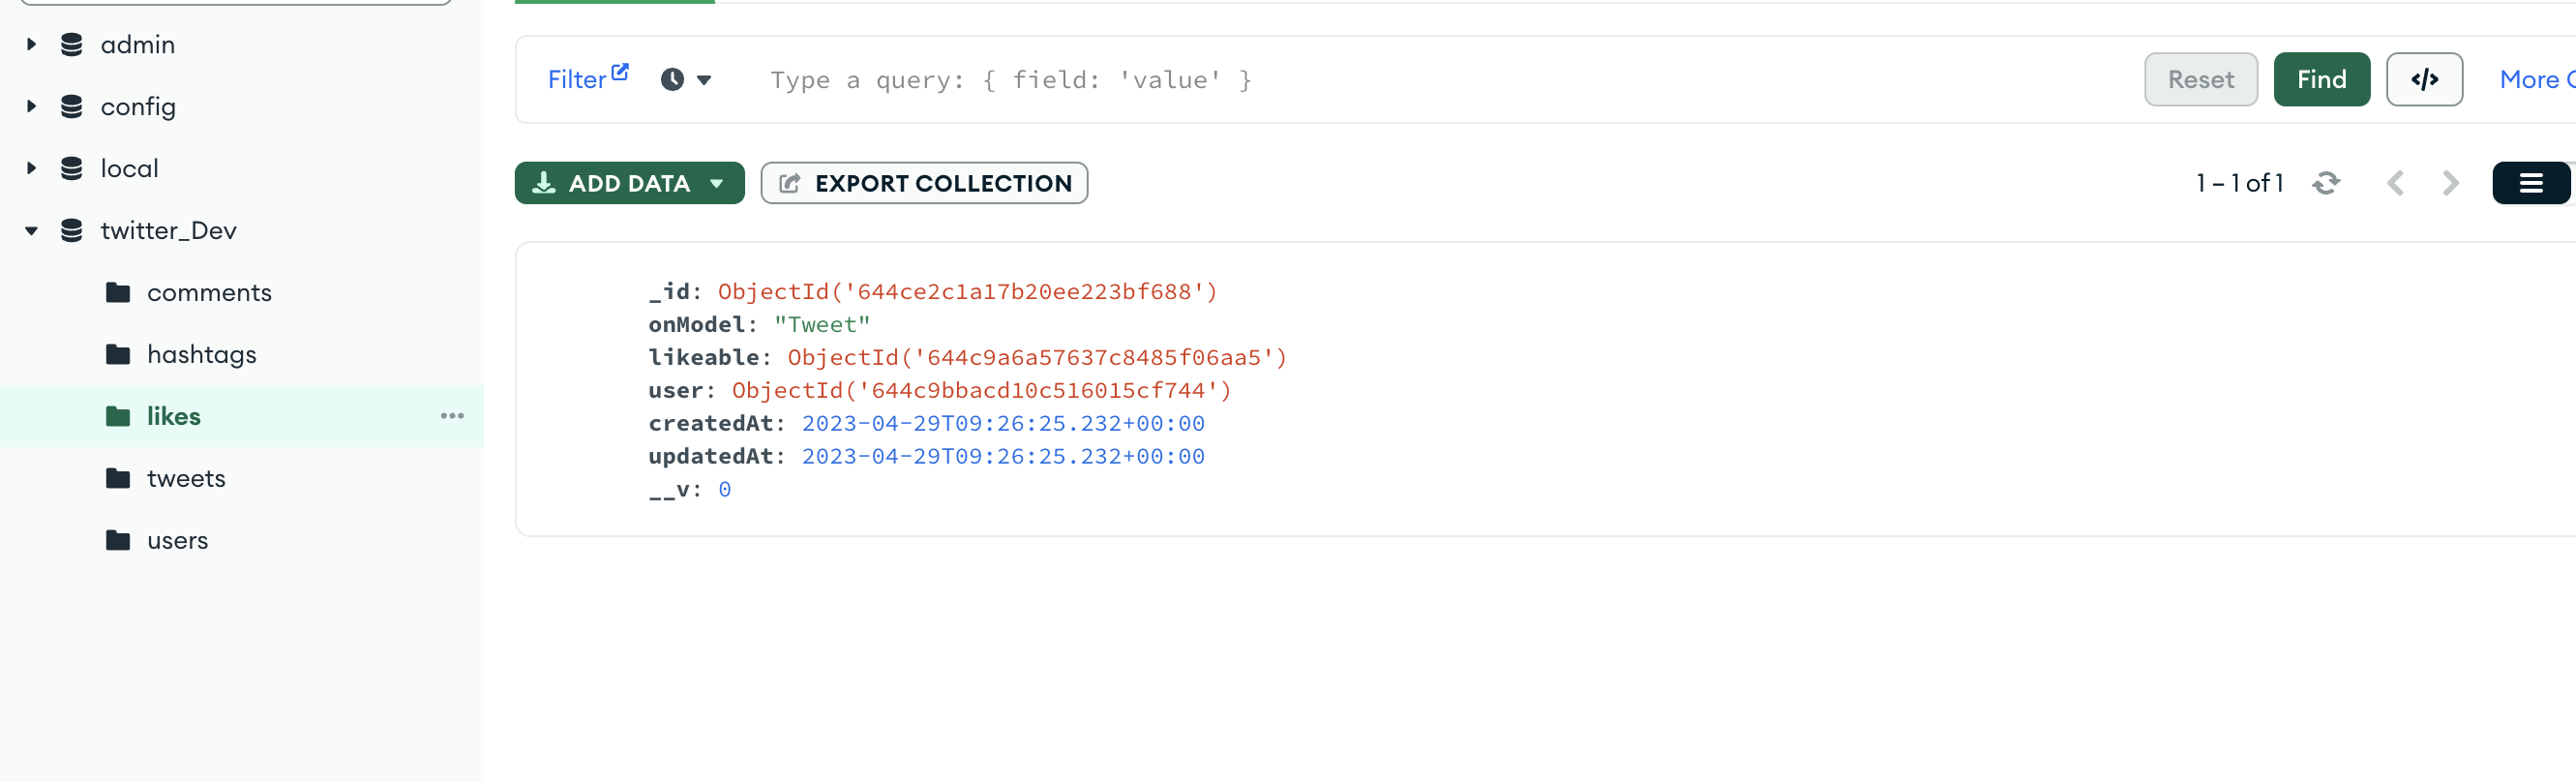 admin
config
local
twitter_Dev
comments
hashtags
likes
tweets
users
Filter
Type a query: { field: 'value' }
Reset
Find
</>
More
ADD DATA
EXPORT COLLECTION
1 – 1 of 1
_id: ObjectId('644ce2c1a17b20ee223bf688')
onModel: "Tweet"
likeable: ObjectId('644c9a6a57637c8485f06aa5')
user: ObjectId('644c9bbacd10c516015cf744')
createdAt: 2023-04-29T09:26:25.232+00:00
updatedAt: 2023-04-29T09:26:25.232+00:00
__v: 0